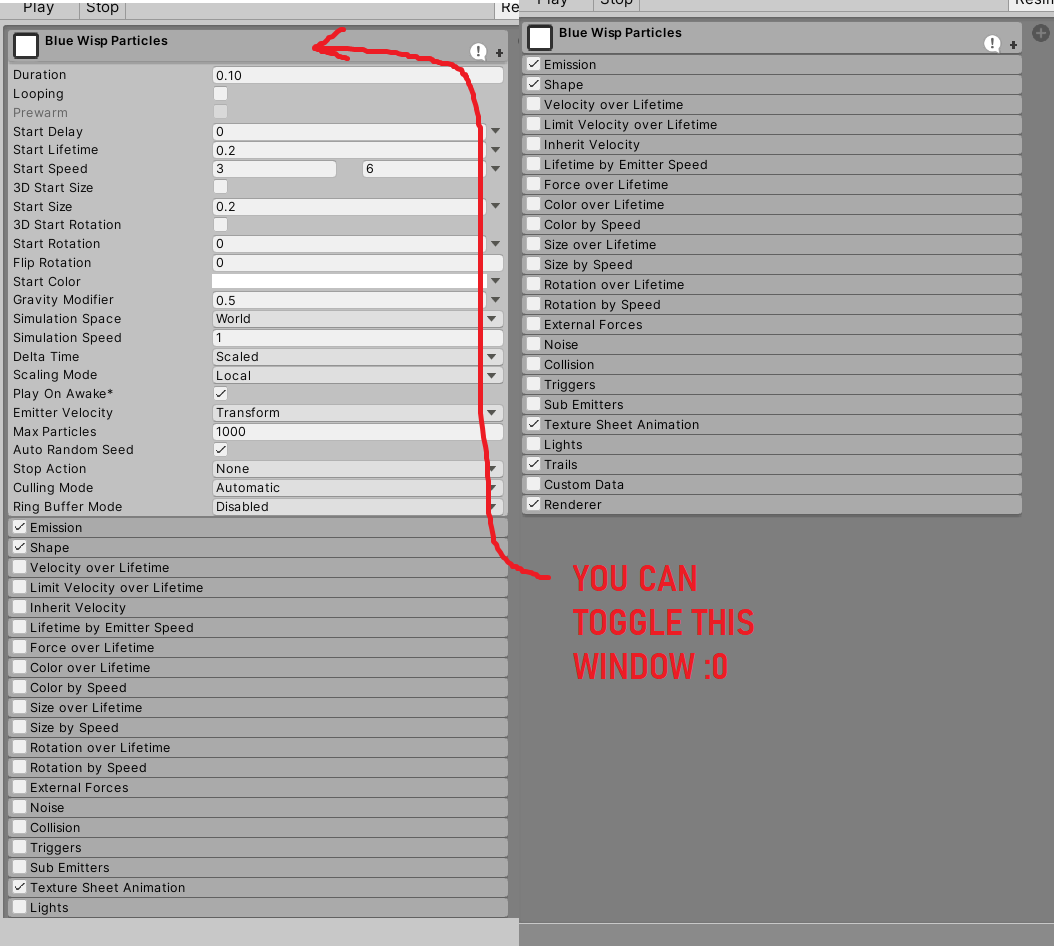 Play Stop Re
Blue Wisp Particles
Duration 0.10
Looping
Prewarm
Start Delay 0
Start Lifetime 0.2
Start Speed 3 6
3D Start Size
Start Size 0.2
3D Start Rotation
Start Rotation 0
Flip Rotation 0
Start Color
Gravity Modifier 0.5
Simulation Space World
Simulation Speed 1
Delta Time Scaled
Scaling Mode Local
Play On Awake*
Emitter Velocity Transform
Max Particles 1000
Auto Random Seed
Stop Action None
Culling Mode Automatic
Ring Buffer Mode Disabled
Emission
Shape
Velocity over Lifetime
Limit Velocity over Lifetime
Inherit Velocity
Lifetime by Emitter Speed
Force over Lifetime
Color over Lifetime
Color by Speed
Size over Lifetime
Size by Speed
Rotation over Lifetime
Rotation by Speed
External Forces
Noise
Collision
Triggers
Sub Emitters
Texture Sheet Animation
Lights
Play Stop
Blue Wisp Particles
Emission
Shape
Velocity over Lifetime
Limit Velocity over Lifetime
Inherit Velocity
Lifetime by Emitter Speed
Force over Lifetime
Color over Lifetime
Color by Speed
Size over Lifetime
Size by Speed
Rotation over Lifetime
Rotation by Speed
External Forces
Noise
Collision
Triggers
Sub Emitters
Texture Sheet Animation
Lights
Trails
Custom Data
Renderer
YOU CAN
TOGGLE THIS
WINDOW :0